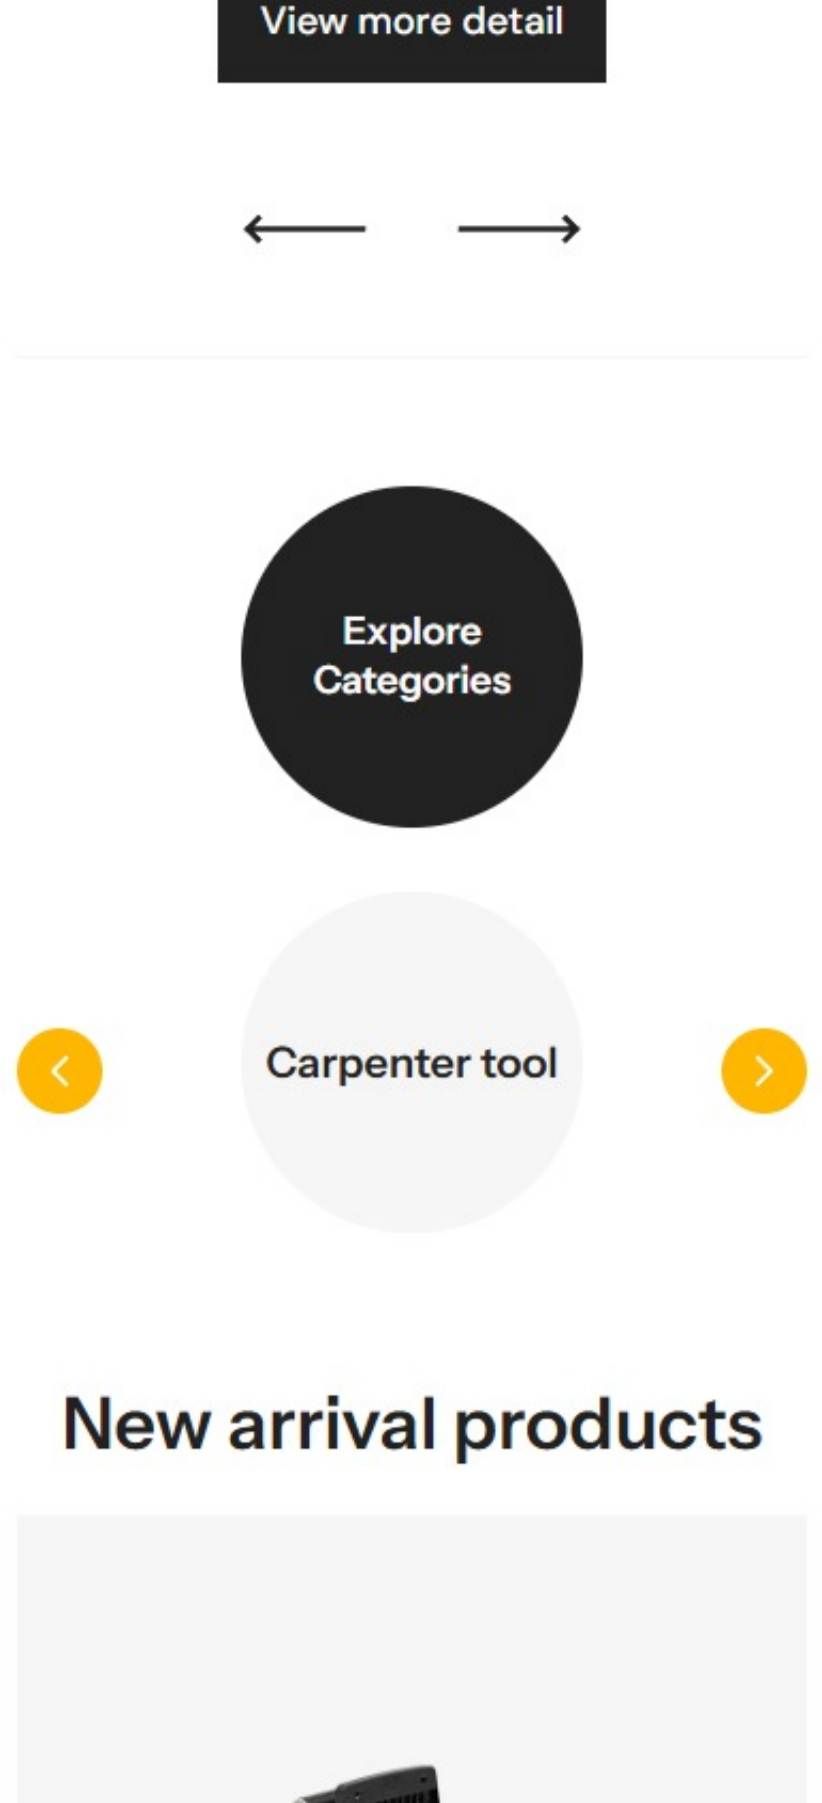 View more detail
Explore
Categories
Carpenter tool
New arrival products